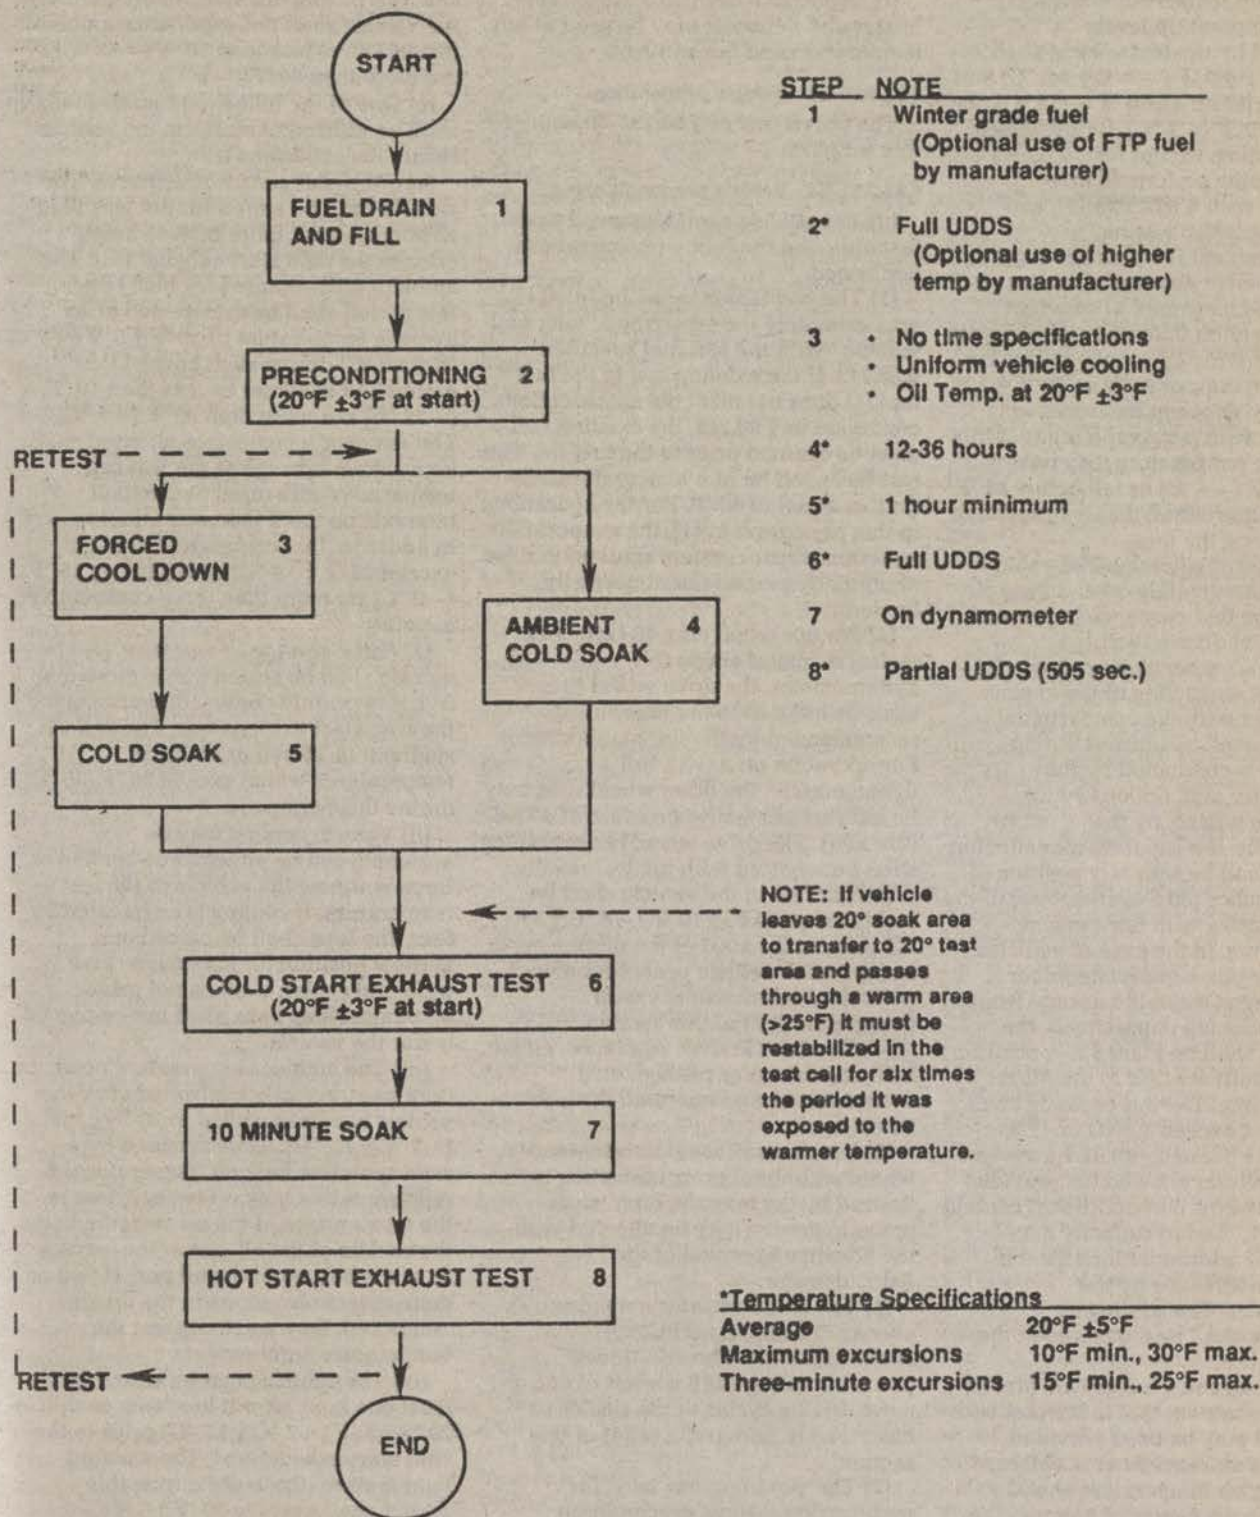 START
FUEL DRAIN 1
AND FILL
PRECONDITIONING 2
(20°F ±3°F at start)
RETEST
FORCED 3
COOL DOWN
AMBIENT 4
COLD SOAK
COLD SOAK 5
COLD START EXHAUST TEST 6
(20°F ±3°F at start)
10 MINUTE SOAK 7
HOT START EXHAUST TEST 8
RETEST
END
STEP NOTE
1 Winter grade fuel
(Optional use of FTP fuel
by manufacturer)
2* Full UDDS
(Optional use of higher
temp by manufacturer)
3 • No time specifications
• Uniform vehicle cooling
• Oil Temp. at 20°F ±3°F
4* 12-36 hours
5* 1 hour minimum
6* Full UDDS
7 On dynamometer
8* Partial UDDS (505 sec.)
NOTE: If vehicle
leaves 20° soak area
to transfer to 20° test
area and passes
through a warm area
(>25°F) it must be
restabilized in the
test cell for six times
the period it was
exposed to the
warmer temperature.
*Temperature Specifications
Average 20°F ±5°F
Maximum excursions 10°F min., 30°F max.
Three-minute excursions 15°F min., 25°F max.